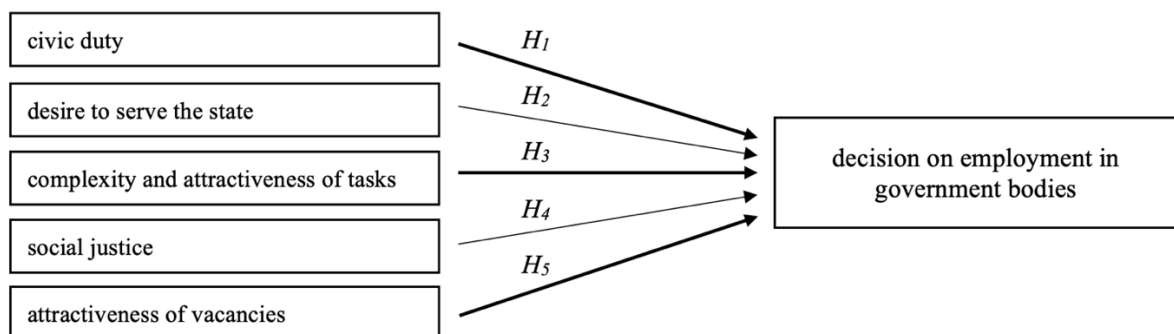 civic duty
H1
desire to serve the state
H2
complexity and attractiveness of tasks
H3
social justice
H4
attractiveness of vacancies
H5
decision on employment in
government bodies